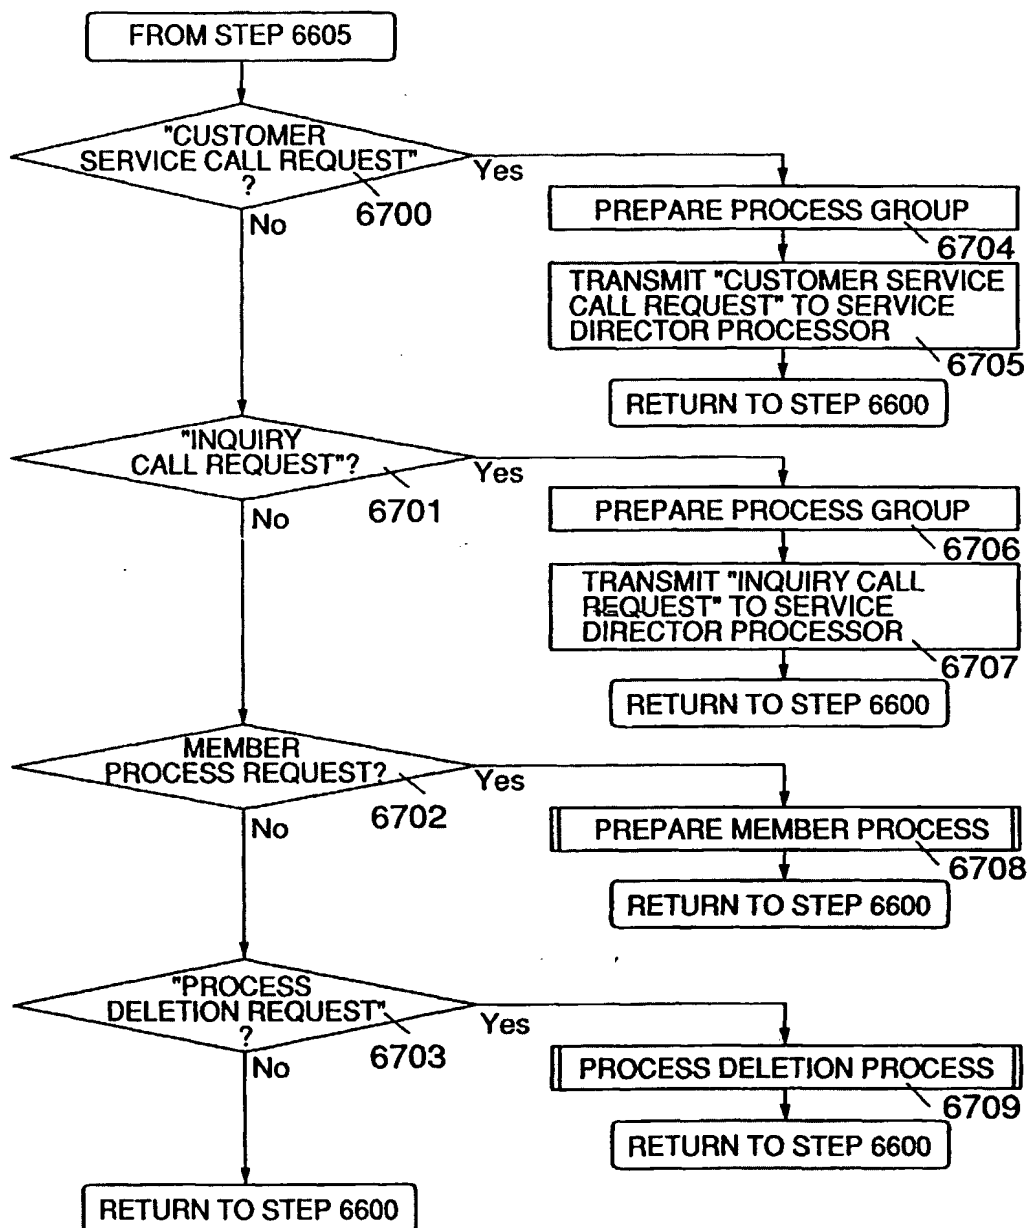 FROM STEP 6605
"CUSTOMER
SERVICE CALL REQUEST"
?
6700
Yes
No
PREPARE PROCESS GROUP
6704
TRANSMIT "CUSTOMER SERVICE
CALL REQUEST" TO SERVICE
DIRECTOR PROCESSOR
6705
RETURN TO STEP 6600
"INQUIRY
CALL REQUEST"?
6701
Yes
No
PREPARE PROCESS GROUP
6706
TRANSMIT "INQUIRY CALL
REQUEST" TO SERVICE
DIRECTOR PROCESSOR
6707
RETURN TO STEP 6600
MEMBER
PROCESS REQUEST?
6702
Yes
No
PREPARE MEMBER PROCESS
6708
RETURN TO STEP 6600
"PROCESS
DELETION REQUEST"
?
6703
Yes
No
PROCESS DELETION PROCESS
6709
RETURN TO STEP 6600
RETURN TO STEP 6600